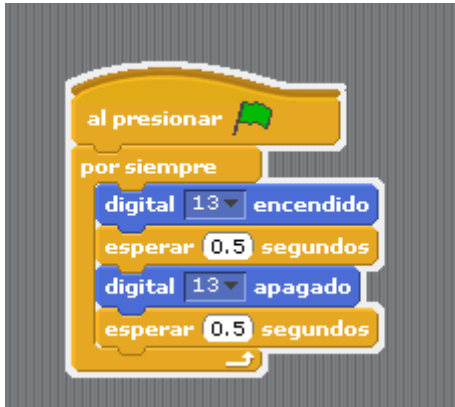 al presionar
por siempre
digital 13 encendido
esperar 0.5 segundos
digital 13 apagado
esperar 0.5 segundos